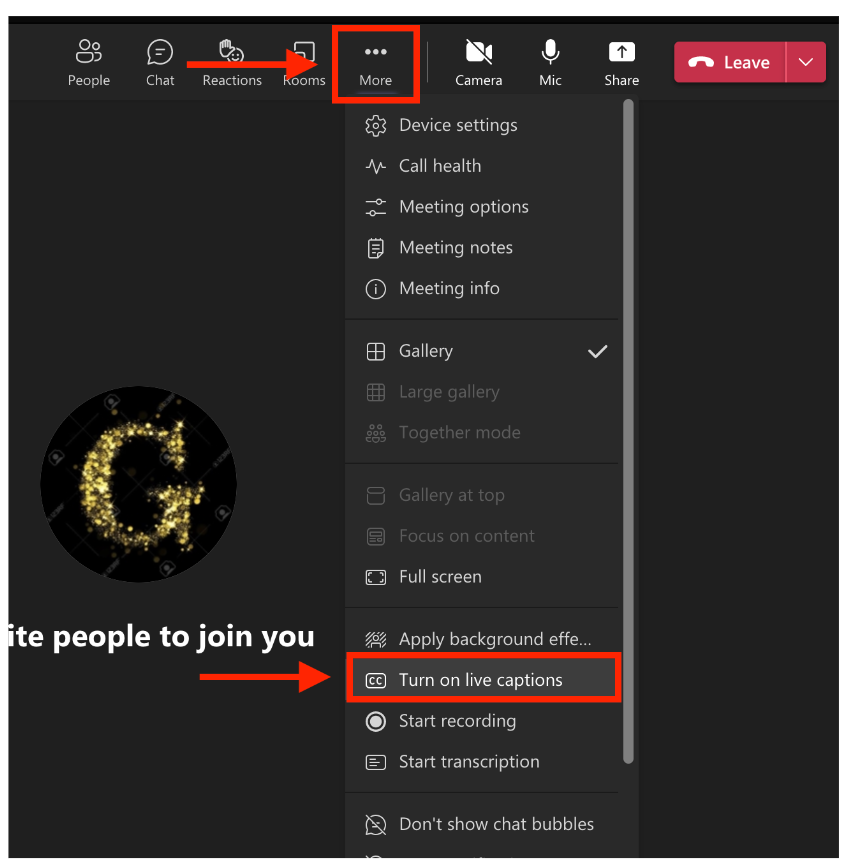 People Chat Reactions Rooms More Camera Mic Share Leave
Device settings
Call health
Meeting options
Meeting notes
Meeting info
Gallery
Large gallery
Together mode
Gallery at top
Focus on content
Full screen
G
ite people to join you
Apply background effe...
CC Turn on live captions
Start recording
Start transcription
Don't show chat bubbles